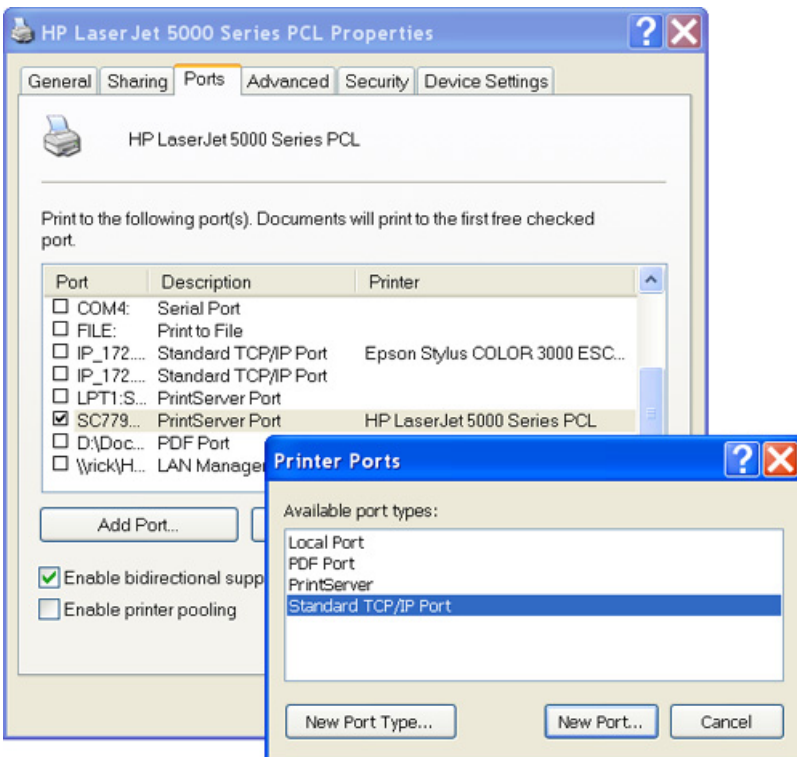 HP LaserJet 5000 Series PCL Properties
General Sharing Ports Advanced Security Device Settings
HP LaserJet 5000 Series PCL
Print to the following port(s). Documents will print to the first free checked
port.
Port Description Printer
COM4: Serial Port
FILE: Print to File
IP_172.... Standard TCP/IP Port Epson Stylus COLOR 3000 ESC...
IP_172.... Standard TCP/IP Port
LPT1:S... PrintServer Port
SC779... PrintServer Port HP LaserJet 5000 Series PCL
D:\Doc... PDF Port
\\rick\H... LAN Manager
Add Port...
Enable bidirectional supp
Enable printer pooling
Printer Ports
Available port types:
Local Port
PDF Port
PrintServer
Standard TCP/IP Port
New Port Type... New Port... Cancel